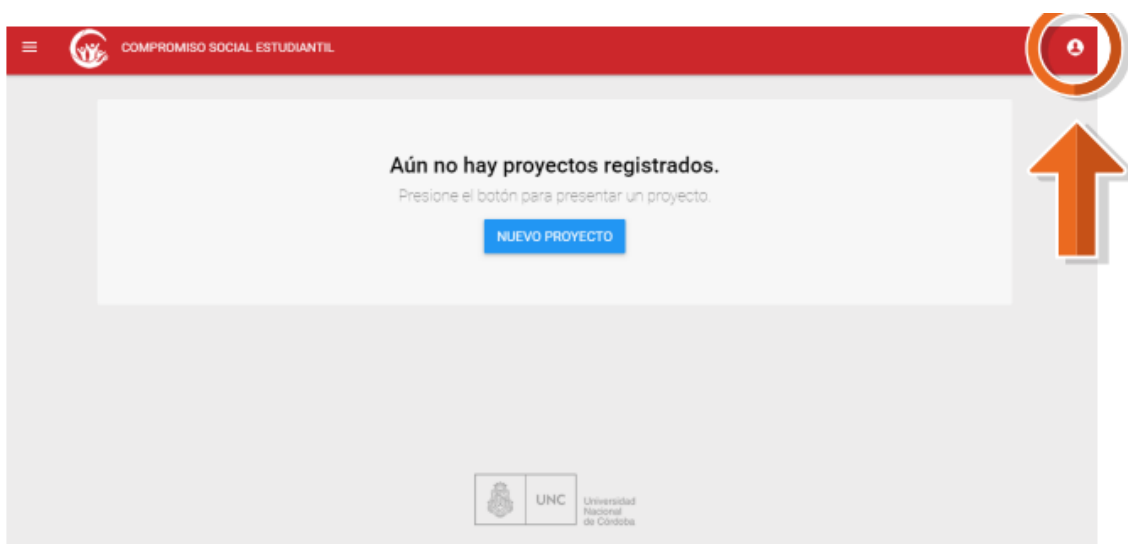 COMPROMISO SOCIAL ESTUDIANTIL
Aún no hay proyectos registrados.
Presione el botón para presentar un proyecto.
NUEVO PROYECTO
UNC
Universidad
Nacional
de Córdoba